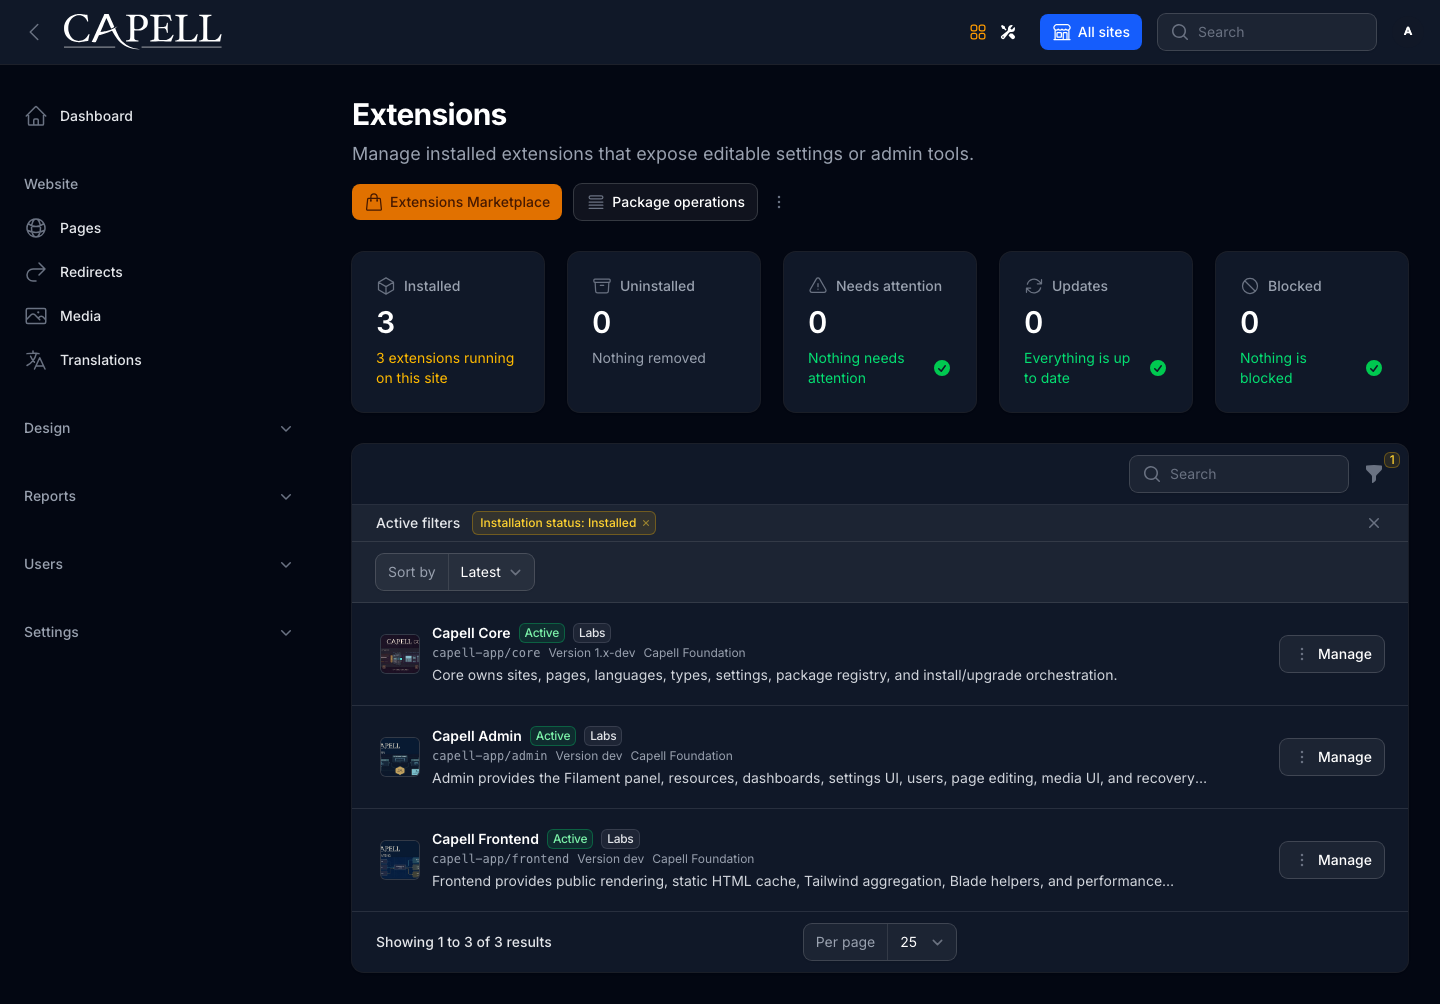 CAPELL
All sites
Search
A
Dashboard
Website
Pages
Redirects
Media
Translations
Design
Reports
Users
Settings
Extensions
Manage installed extensions that expose editable settings or admin tools.
Extensions Marketplace
Package operations
Installed
3
3 extensions running
on this site
Uninstalled
0
Nothing removed
Needs attention
0
Nothing needs
attention
Updates
0
Everything is up
to date
Blocked
0
Nothing is
blocked
Search
1
Active filters
Installation status: Installed
Sort by
Latest
Capell Core Active Labs
capell-app/core Version 1.x-dev Capell Foundation
Core owns sites, pages, languages, types, settings, package registry, and install/upgrade orchestration.
Manage
Capell Admin Active Labs
capell-app/admin Version dev Capell Foundation
Admin provides the Filament panel, resources, dashboards, settings UI, users, page editing, media UI, and recovery...
Manage
Capell Frontend Active Labs
capell-app/frontend Version dev Capell Foundation
Frontend provides public rendering, static HTML cache, Tailwind aggregation, Blade helpers, and performance...
Manage
Showing 1 to 3 of 3 results
Per page
25